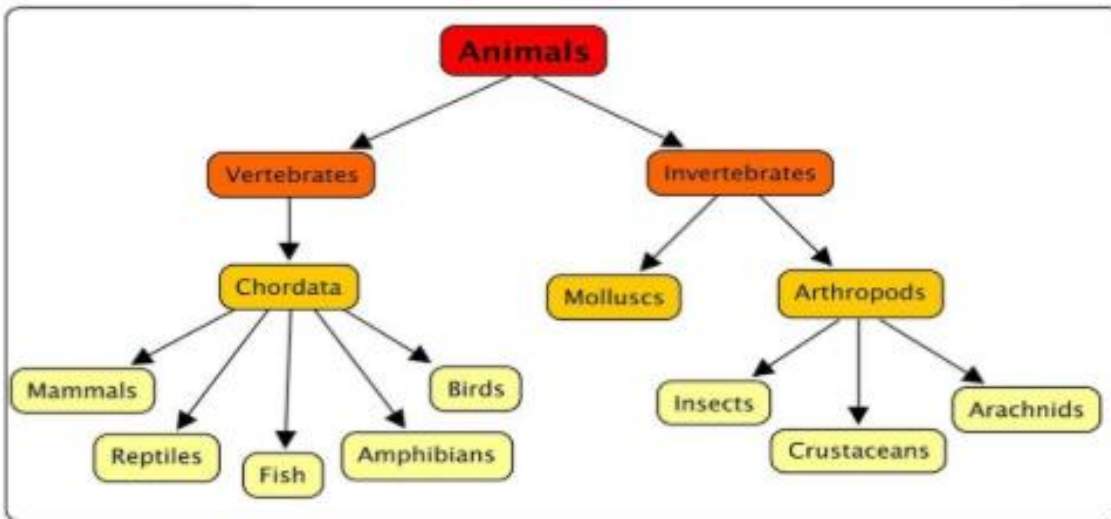 Animals
Vertebrates
Invertebrates
Chordata
Molluscs
Arthropods
Mammals
Reptiles
Fish
Amphibians
Birds
Insects
Crustaceans
Arachnids